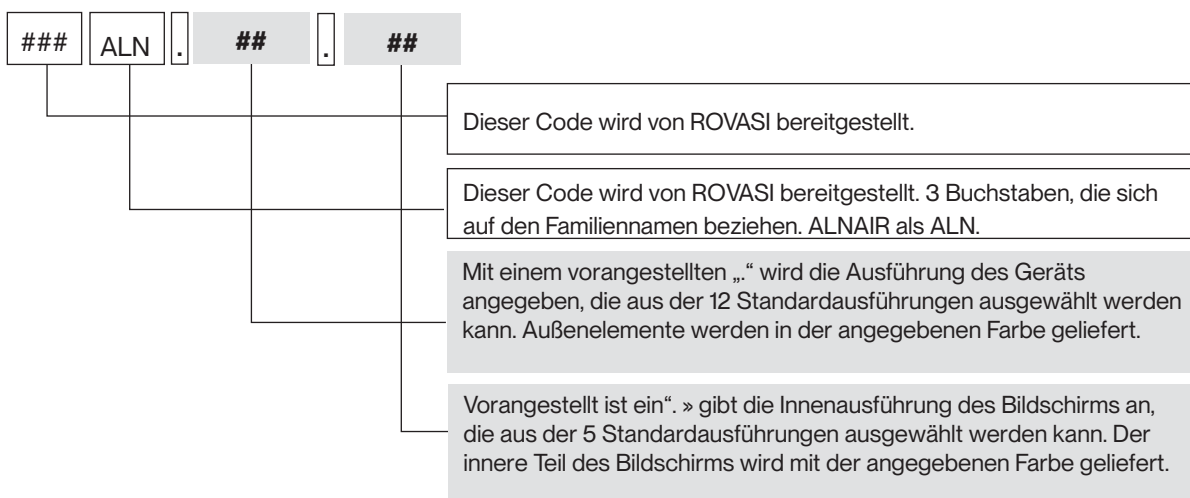 ### ALN . ## . ##
Dieser Code wird von ROVASI bereitgestellt.
Dieser Code wird von ROVASI bereitgestellt. 3 Buchstaben, die sich
auf den Familiennamen beziehen. ALNAIR als ALN.
Mit einem vorangestellten „.“ wird die Ausführung des Geräts
angegeben, die aus der 12 Standardausführungen ausgewählt werden
kann. Außenelemente werden in der angegebenen Farbe geliefert.
Vorangestellt ist ein“. » gibt die Innenausführung des Bildschirms an,
die aus der 5 Standardausführungen ausgewählt werden kann. Der
innere Teil des Bildschirms wird mit der angegebenen Farbe geliefert.